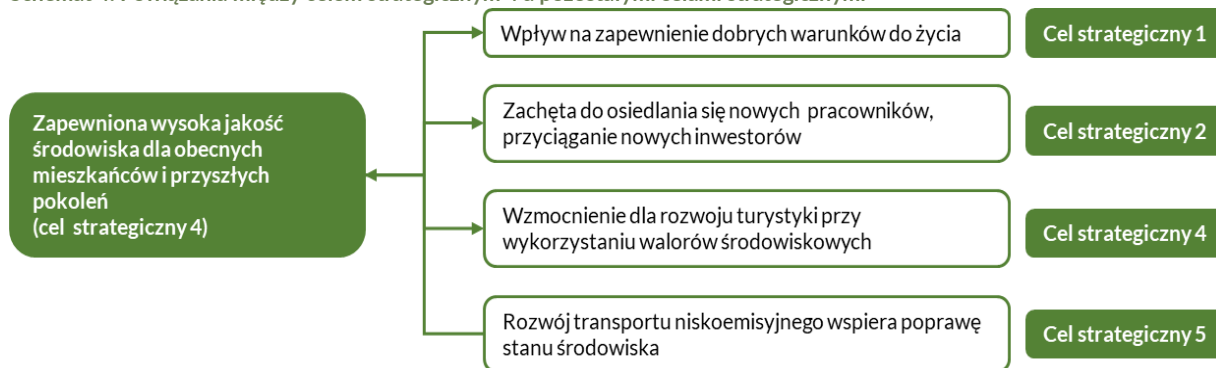 Wpływ na zapewnienie dobrych warunków do życia
Cel strategiczny 1
Zapewniona wysoka jakość
środowiska dla obecnych
mieszkańców i przyszłych
pokoleń
(cel strategiczny 4)
Zachęta do osiedlania się nowych pracowników,
przyciąganie nowych inwestorów
Cel strategiczny 2
Wzmocnienie dla rozwoju turystyki przy
wykorzystaniu walorów środowiskowych
Cel strategiczny 4
Rozwój transportu niskoemisyjnego wspiera poprawę
stanu środowiska
Cel strategiczny 5